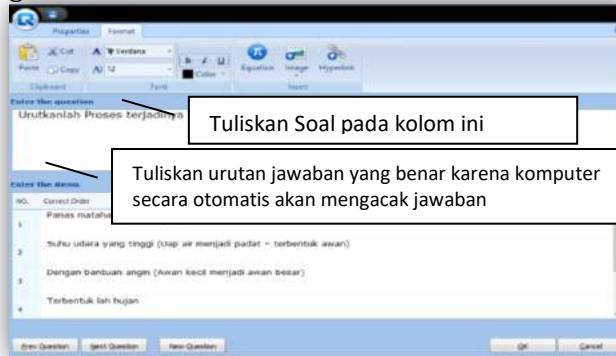 Properties Format
Cut Verdana
Paste Copy 12 B I U Color Equation Image Hyperlink
Clipboard Font Insert
Enter the question
Urutkanlah Proses terjadinya
Tuliskan Soal pada kolom ini
Tuliskan urutan jawaban yang benar karena komputer
secara otomatis akan mengacak jawaban
Enter the items
NO. Correct Order
1 Panas mataha
2 Suhu udara yang tinggi (Uap air menjadi padat – terbentuk awan)
3 Dengan bantuan angin (Awan kecil menjadi awan besar)
4 Terbentuk lah hujan
Prev Question Next Question New Question OK Cancel